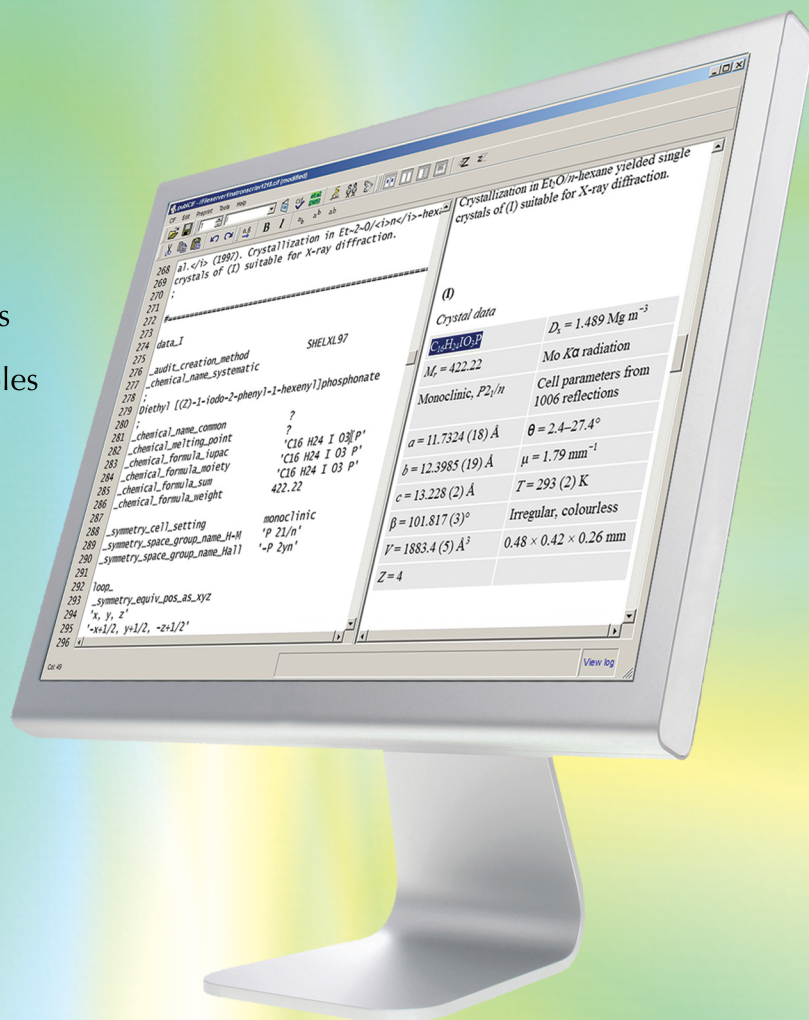 publCIF
(modified)
CIF Edit Preprint Tools Help
268 al.</i> (1997). Crystallization in Et~2~O/<i>n</i>-hexa
269 crystals of (I) suitable for X-ray diffraction.
270 ;
271
272 #==================================================
273
274 data_I
275
276 _audit_creation_method SHELXL97
277 _chemical_name_systematic
278 ;
279 Diethyl [(Z)-1-iodo-2-phenyl-1-hexenyl]phosphonate
280 ;
281 _chemical_name_common ?
282 _chemical_melting_point ?
283 _chemical_formula_iupac 'C16 H24 I O3 P'
284 _chemical_formula_moiety 'C16 H24 I O3 P'
285 _chemical_formula_sum 'C16 H24 I O3 P'
286 _chemical_formula_weight 422.22
287
288 _symmetry_cell_setting monoclinic
289 _symmetry_space_group_name_H-M 'P 21/n'
290 _symmetry_space_group_name_Hall '-P 2yn'
291
292 loop_
293 _symmetry_equiv_pos_as_xyz
294 'x, y, z'
295 '-x+1/2, y+1/2, -z+1/2'
296
Crystallization in Et₂O/n-hexane yielded single
crystals of (I) suitable for X-ray diffraction.
(I)
Crystal data
C₁₆H₂₄IO₃P Dₓ = 1.489 Mg m⁻³
Mᵣ = 422.22 Mo Kα radiation
Monoclinic, P2₁/n Cell parameters from
1006 reflections
a = 11.7324 (18) Å θ = 2.4–27.4°
b = 12.3985 (19) Å μ = 1.79 mm⁻¹
c = 13.228 (2) Å T = 293 (2) K
β = 101.817 (3)° Irregular, colourless
V = 1883.4 (5) Å³ 0.48 × 0.42 × 0.26 mm
Z = 4
Col: 49 View log